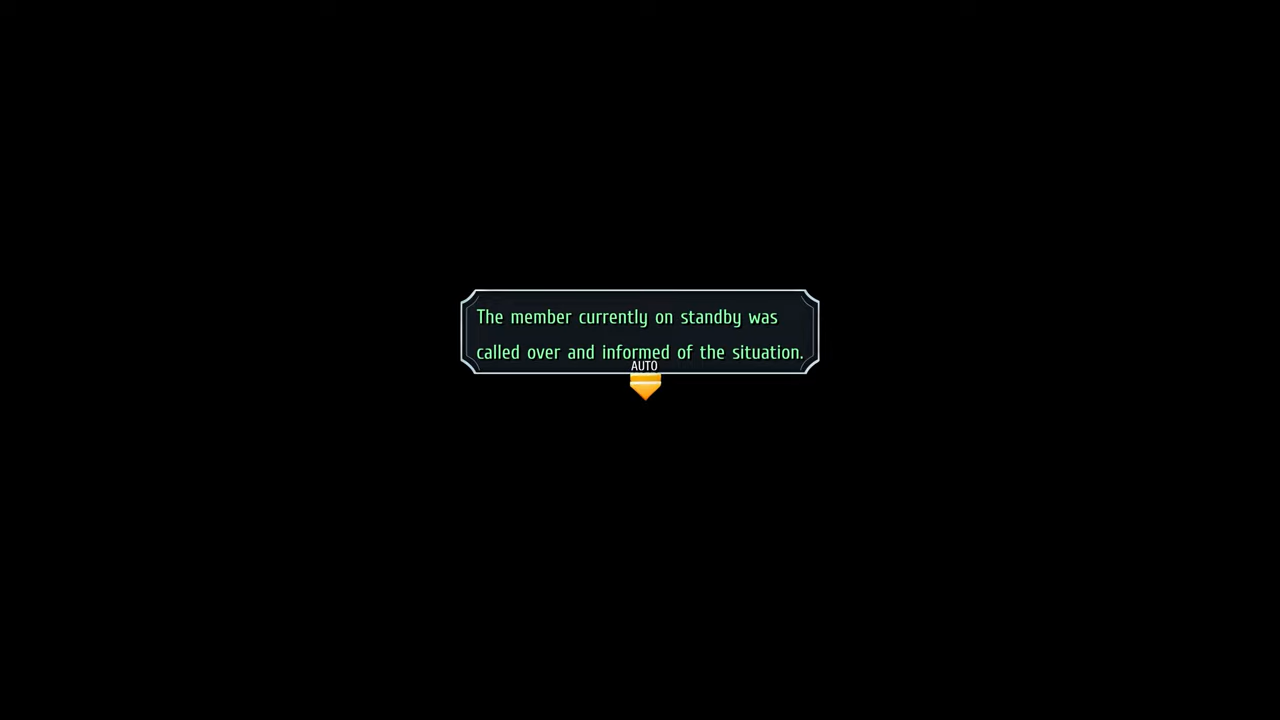 The member currently on standby was
called over and informed of the situation.
AUTO